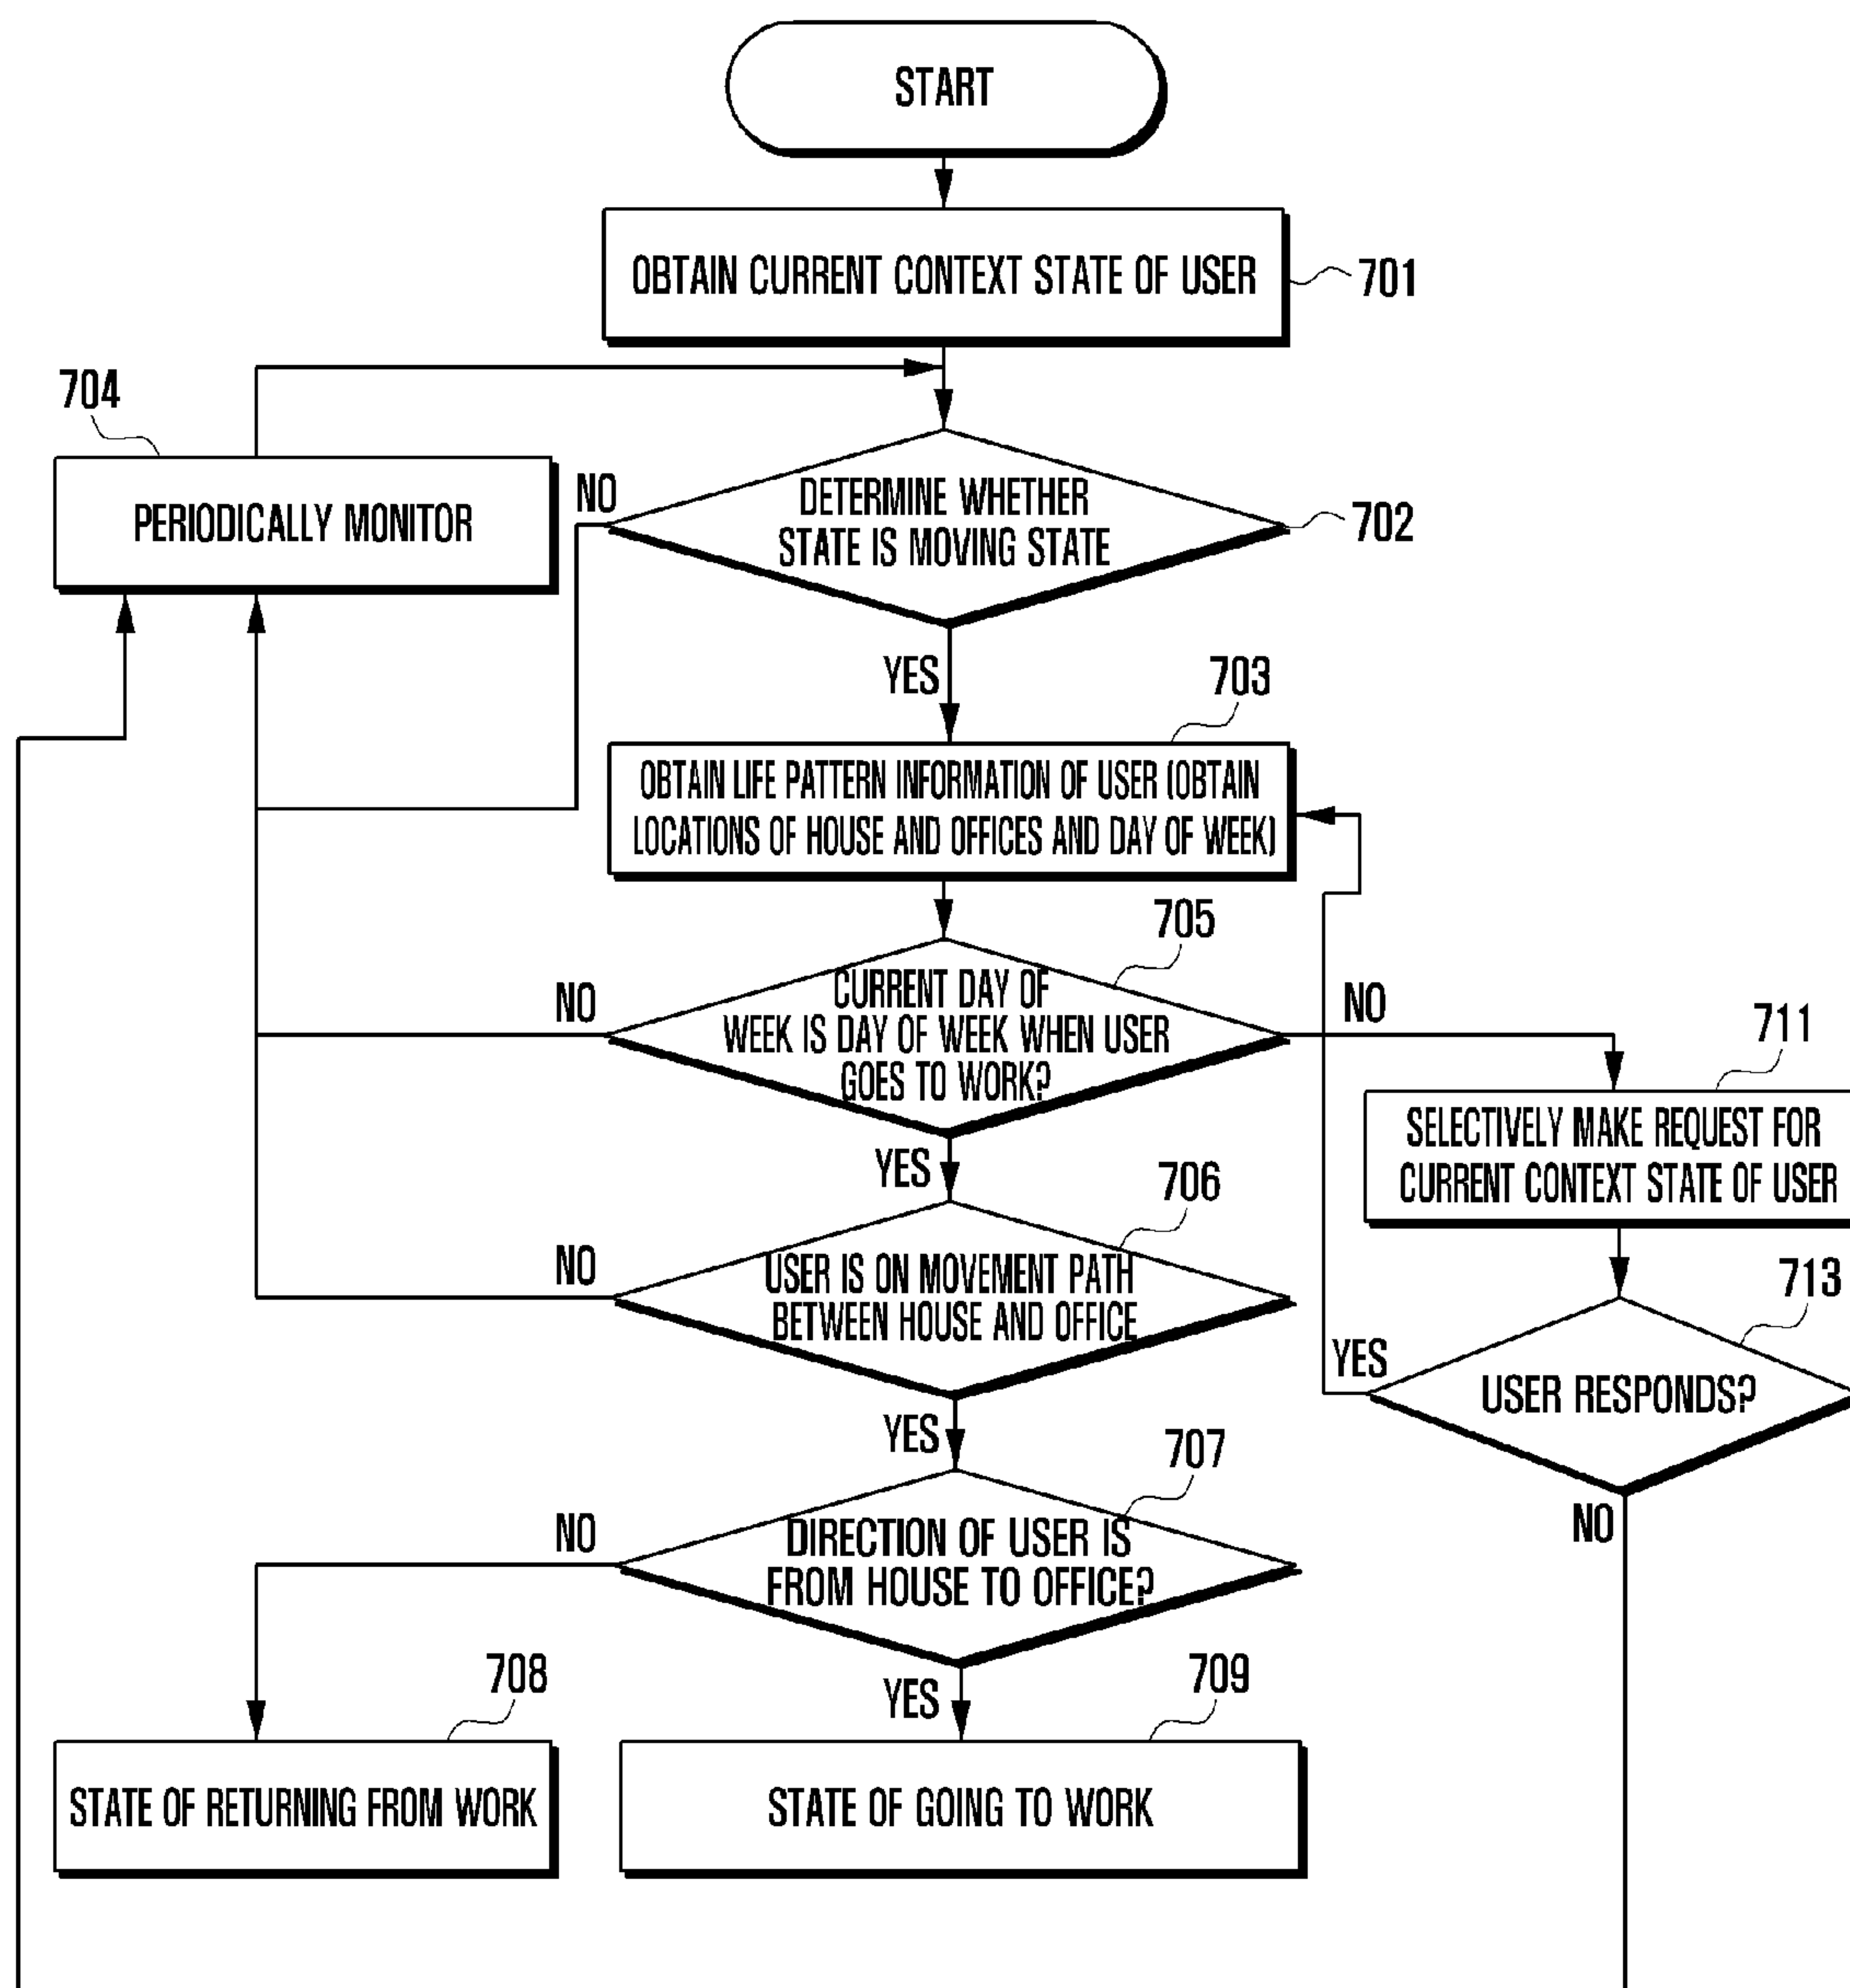 START
OBTAIN CURRENT CONTEXT STATE OF USER
701
704
PERIODICALLY MONITOR
NO
DETERMINE WHETHER
STATE IS MOVING STATE
702
YES
703
OBTAIN LIFE PATTERN INFORMATION OF USER (OBTAIN
LOCATIONS OF HOUSE AND OFFICES AND DAY OF WEEK)
705
NO
CURRENT DAY OF
WEEK IS DAY OF WEEK WHEN USER
GOES TO WORK?
NO
711
SELECTIVELY MAKE REQUEST FOR
CURRENT CONTEXT STATE OF USER
YES
706
NO
USER IS ON MOVEMENT PATH
BETWEEN HOUSE AND OFFICE
713
YES
USER RESPONDS?
NO
YES
707
NO
DIRECTION OF USER IS
FROM HOUSE TO OFFICE?
708
YES
709
STATE OF RETURNING FROM WORK
STATE OF GOING TO WORK